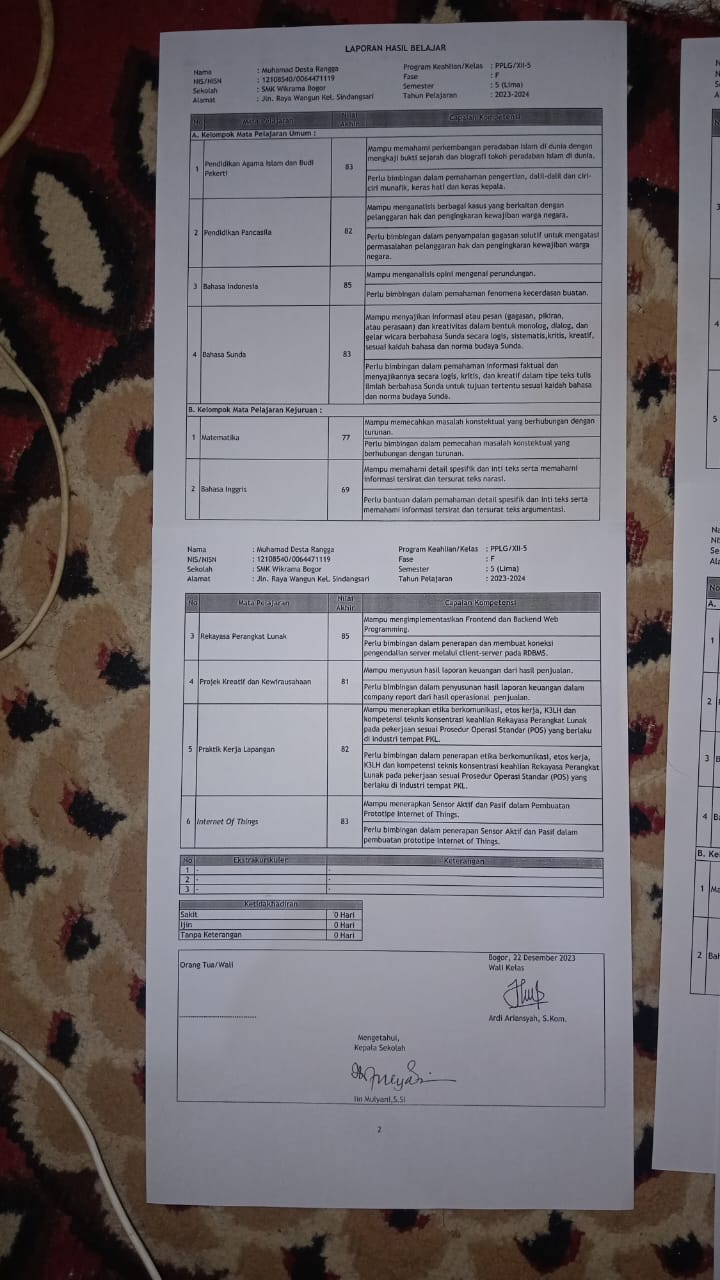 LAPORAN HASIL BELAJAR
Nama : Muhamad Desta Rangga Program Keahlian/Kelas : PPLG/XII-5
NIS/NISN : 12108540/0064471119 Fase : F
Sekolah : SMK Wikrama Bogor Semester : 5 (Lima)
Alamat : Jln. Raya Wangun Kel. Sindangsari Tahun Pelajaran : 2023-2024
No Mata Pelajaran Nilai Akhir Capaian Kompetensi
A. Kelompok Mata Pelajaran Umum :
1 Pendidikan Agama Islam dan Budi Pekerti 83
Mampu memahami perkembangan peradaban Islam di dunia dengan
mengkaji bukti sejarah dan biografi tokoh peradaban Islam di dunia.
Perlu bimbingan dalam pemahaman pengertian, dalil-dalil dan ciri-
ciri munafik, keras hati dan keras kepala.
2 Pendidikan Pancasila 82
Mampu menganalisis berbagai kasus yang berkaitan dengan
pelanggaran hak dan pengingkaran kewajiban warga negara.
Perlu bimbingan dalam penyampaian gagasan solutif untuk mengatasi
permasalahan pelanggaran hak dan pengingkaran kewajiban warga
negara.
3 Bahasa Indonesia 85
Mampu menganalisis opini mengenai perundungan.
Perlu bimbingan dalam pemahaman fenomena kecerdasan buatan.
4 Bahasa Sunda 83
Mampu menyajikan informasi atau pesan (gagasan, pikiran,
atau perasaan) dan kreativitas dalam bentuk monolog, dialog, dan
gelar wicara berbahasa Sunda secara logis, sistematis,kritis, kreatif,
sesuai kaidah bahasa dan norma budaya Sunda.
Perlu bimbingan dalam pemahaman informasi faktual dan
menyajikannya secara logis, kritis, dan kreatif dalam tipe teks tulis
ilmiah berbahasa Sunda untuk tujuan tertentu sesuai kaidah bahasa
dan norma budaya Sunda.
B. Kelompok Mata Pelajaran Kejuruan :
1 Matematika 77
Mampu memecahkan masalah konstektual yang berhubungan dengan
turunan.
Perlu bimbingan dalam pemecahan masalah konstektual yang
berhubungan dengan turunan.
2 Bahasa Inggris 69
Mampu memahami detail spesifik dan inti teks serta memahami
informasi tersirat dan tersurat teks narasi.
Perlu bantuan dalam pemahaman detail spesifik dan inti teks serta
memahami informasi tersirat dan tersurat teks argumentasi.
Nama : Muhamad Desta Rangga Program Keahlian/Kelas : PPLG/XII-5
NIS/NISN : 12108540/0064471119 Fase : F
Sekolah : SMK Wikrama Bogor Semester : 5 (Lima)
Alamat : Jln. Raya Wangun Kel. Sindangsari Tahun Pelajaran : 2023-2024
No Mata Pelajaran Nilai Akhir Capaian Kompetensi
3 Rekayasa Perangkat Lunak 85
Mampu mengimplementasikan Frontend dan Backend Web
Programming.
Perlu bimbingan dalam penerapan dan membuat koneksi
pengendalian server melalui client-server pada RDBMS.
4 Projek Kreatif dan Kewirausahaan 81
Mampu menyusun hasil laporan keuangan dari hasil penjualan.
Perlu bimbingan dalam penyusunan hasil laporan keuangan dalam
company report dari hasil operasional penjualan.
5 Praktik Kerja Lapangan 82
Mampu menerapkan etika berkomunikasi, etos kerja, K3LH dan
kompetensi teknis konsentrasi keahlian Rekayasa Perangkat Lunak
pada pekerjaan sesuai Prosedur Operasi Standar (POS) yang berlaku
di industri tempat PKL.
Perlu bimbingan dalam penerapan etika berkomunikasi, etos kerja,
K3LH dan kompetensi teknis konsentrasi keahlian Rekayasa Perangkat
Lunak pada pekerjaan sesuai Prosedur Operasi Standar (POS) yang
berlaku di industri tempat PKL.
6 Internet Of Things 83
Mampu menerapkan Sensor Aktif dan Pasif dalam Pembuatan
Prototipe Internet of Things.
Perlu bimbingan dalam penerapan Sensor Aktif dan Pasif dalam
pembuatan prototipe Internet of Things.
No Ekstrakurikuler Keterangan
1 - -
2 - -
3 - -
Ketidakhadiran
Sakit 0 Hari
Ijin 0 Hari
Tanpa Keterangan 0 Hari
Bogor, 22 Desember 2023
Orang Tua/Wali Wali Kelas
Ardi Ariansyah, S.Kom.
Mengetahui,
Kepala Sekolah
Iin Mulyani,S.Si
2